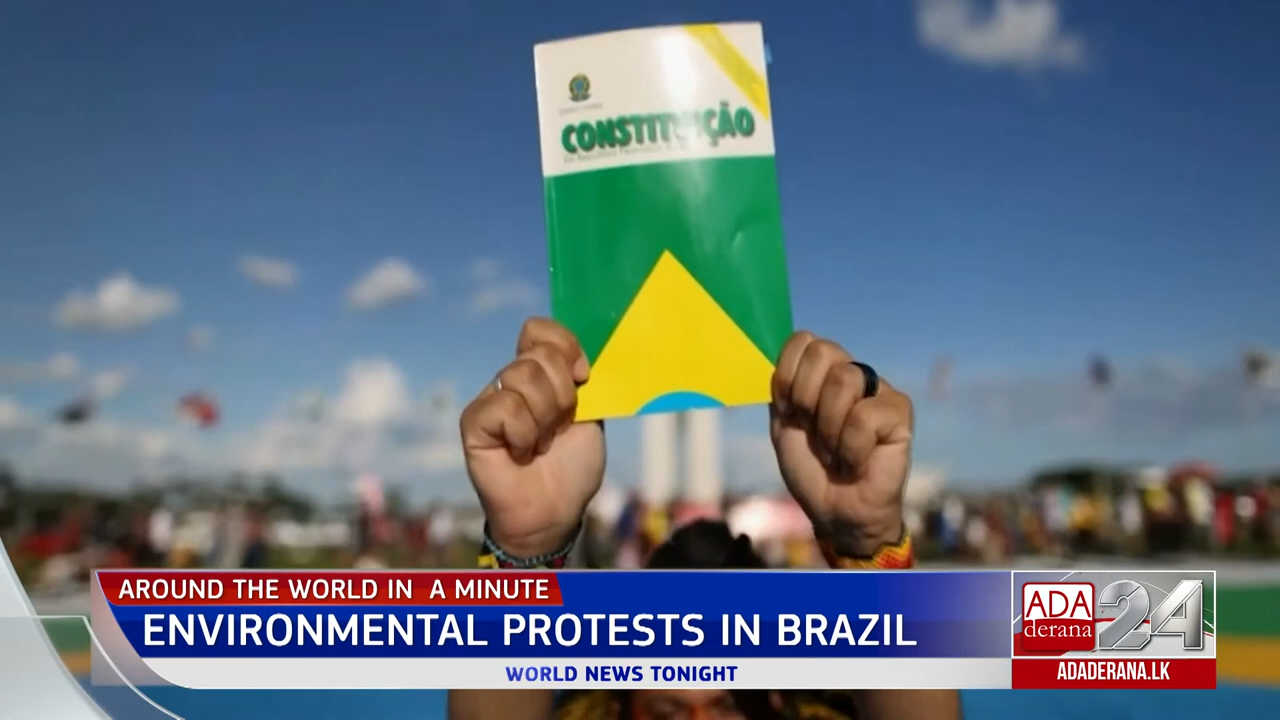 CONSTITUIÇÃO
AROUND THE WORLD IN A MINUTE
ENVIRONMENTAL PROTESTS IN BRAZIL
WORLD NEWS TONIGHT
ADA
derana
24
ADADERANA.LK